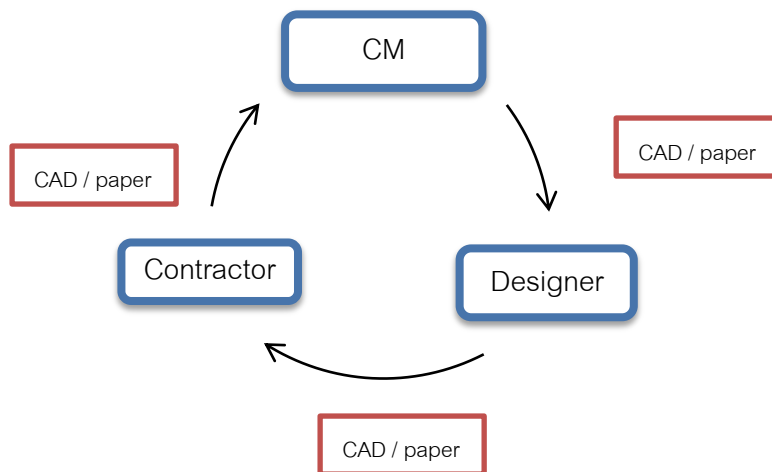 CM
CAD / paper
CAD / paper
Contractor
Designer
CAD / paper